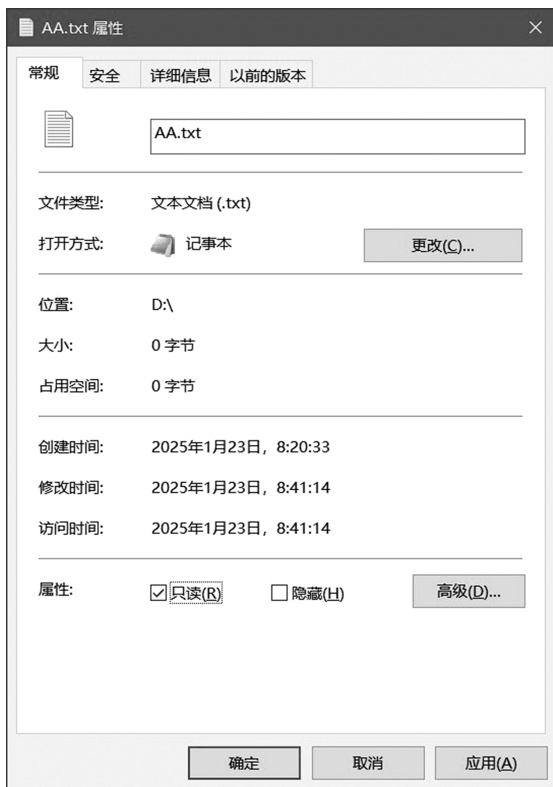 AA.txt 属性
常规 安全 详细信息 以前的版本
AA.txt
文件类型: 文本文档 (.txt)
打开方式: 记事本 更改(C)...
位置: D:\
大小: 0 字节
占用空间: 0 字节
创建时间: 2025年1月23日，8:20:33
修改时间: 2025年1月23日，8:41:14
访问时间: 2025年1月23日，8:41:14
属性: 只读(R) 隐藏(H) 高级(D)...
确定 取消 应用(A)